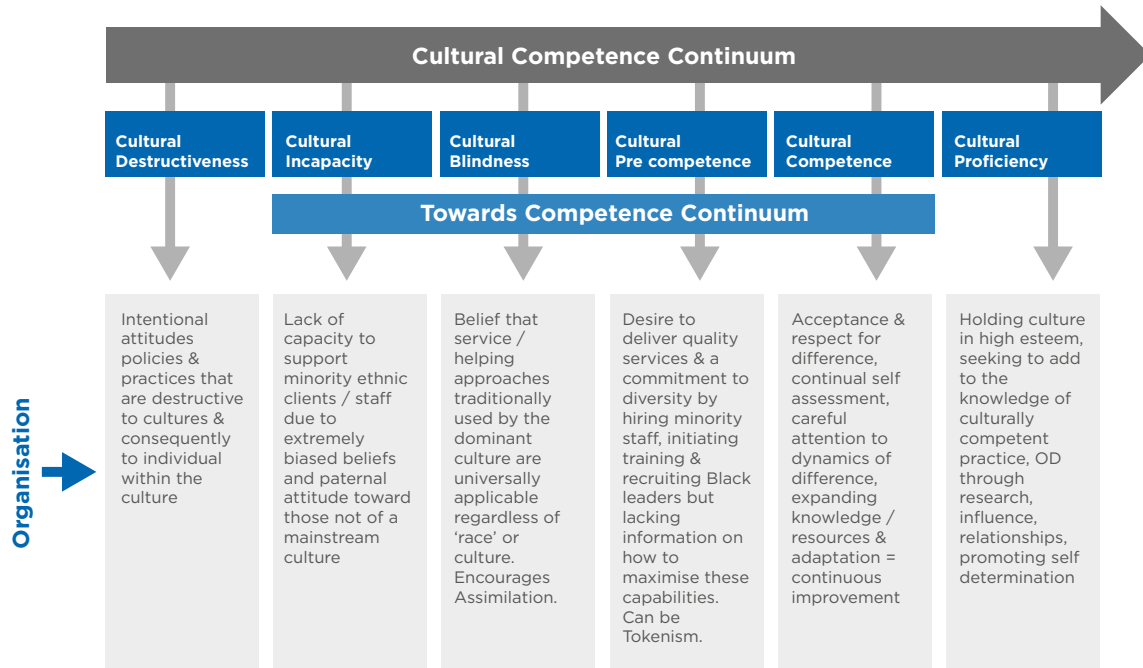 Cultural Competence Continuum
Cultural
Destructiveness
Cultural
Incapacity
Cultural
Blindness
Cultural
Pre competence
Cultural
Competence
Cultural
Proficiency
Towards Competence Continuum
Organisation
Intentional
attitudes
policies &
practices that
are destructive
to cultures &
consequently
to individual
within the
culture
Lack of
capacity to
support
minority ethnic
clients / staff
due to
extremely
biased beliefs
and paternal
attitude toward
those not of a
mainstream
culture
Belief that
service /
helping
approaches
traditionally
used by the
dominant
culture are
universally
applicable
regardless of
‘race’ or
culture.
Encourages
Assimilation.
Desire to
deliver quality
services & a
commitment to
diversity by
hiring minority
staff, initiating
training &
recruiting Black
leaders but
lacking
information on
how to
maximise these
capabilities.
Can be
Tokenism.
Acceptance &
respect for
difference,
continual self
assessment,
careful
attention to
dynamics of
difference,
expanding
knowledge /
resources &
adaptation =
continuous
improvement
Holding culture
in high esteem,
seeking to add
to the
knowledge of
culturally
competent
practice, OD
through
research,
influence,
relationships,
promoting self
determination